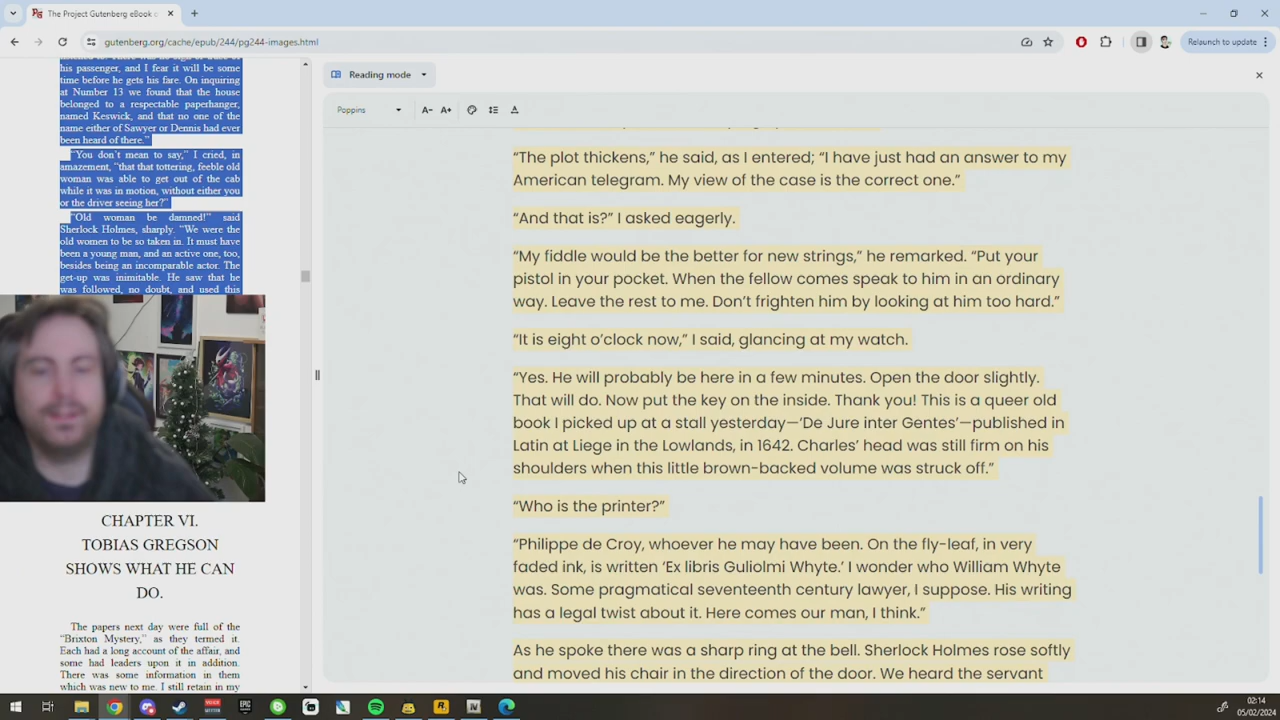 The Project Gutenberg eBook o
gutenberg.org/cache/epub/244/pg244-images.html
Relaunch to update
his passenger, and I fear it will be some
time before he gets his fare. On inquiring
at Number 13 we found that the house
belonged to a respectable paperhanger,
named Keswick, and that no one of the
name either of Sawyer or Dennis had ever
been heard of there.”
“You don’t mean to say,” I cried, in
amazement, “that that tottering, feeble old
woman was able to get out of the cab
while it was in motion, without either you
or the driver seeing her?”
“Old woman be damned!” said
Sherlock Holmes, sharply. “We were the
old women to be so taken in. It must have
been a young man, and an active one, too,
besides being an incomparable actor. The
get-up was inimitable. He saw that he
was followed, no doubt, and used this
CHAPTER VI.
TOBIAS GREGSON
SHOWS WHAT HE CAN
DO.
The papers next day were full of the
“Brixton Mystery,” as they termed it.
Each had a long account of the affair, and
some had leaders upon it in addition.
There was some information in them
which was new to me. I still retain in my
Reading mode
Poppins
A-
A+
“The plot thickens,” he said, as I entered; “I have just had an answer to my
American telegram. My view of the case is the correct one.”
“And that is?” I asked eagerly.
“My fiddle would be the better for new strings,” he remarked. “Put your
pistol in your pocket. When the fellow comes speak to him in an ordinary
way. Leave the rest to me. Don’t frighten him by looking at him too hard.”
“It is eight o’clock now,” I said, glancing at my watch.
“Yes. He will probably be here in a few minutes. Open the door slightly.
That will do. Now put the key on the inside. Thank you! This is a queer old
book I picked up at a stall yesterday—‘De Jure inter Gentes’—published in
Latin at Liege in the Lowlands, in 1642. Charles’ head was still firm on his
shoulders when this little brown-backed volume was struck off.”
“Who is the printer?”
“Philippe de Croy, whoever he may have been. On the fly-leaf, in very
faded ink, is written ‘Ex libris Guliolmi Whyte.’ I wonder who William Whyte
was. Some pragmatical seventeenth century lawyer, I suppose. His writing
has a legal twist about it. Here comes our man, I think.”
As he spoke there was a sharp ring at the bell. Sherlock Holmes rose softly
and moved his chair in the direction of the door. We heard the servant
02:14
05/02/2024